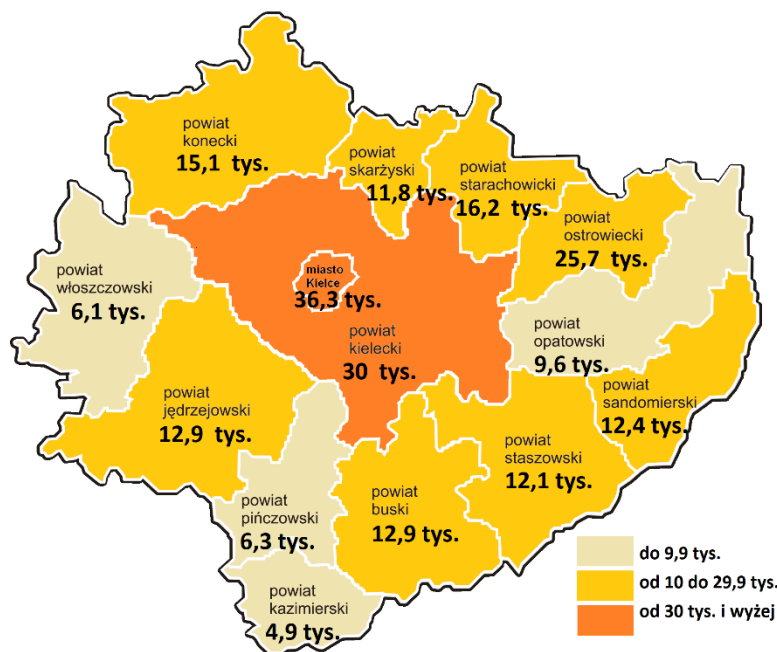 powiat
konecki
15,1 tys.
powiat
skarżyski
11,8 tys.
powiat
starachowicki
16,2 tys.
powiat
ostrowiecki
25,7 tys.
powiat
włoszczowski
6,1 tys.
miasto
Kielce
36,3 tys.
powiat
kielecki
30 tys.
powiat
opatowski
9,6 tys.
powiat
jędrzejowski
12,9 tys.
powiat
sandomierski
12,4 tys.
powiat
staszowski
12,1 tys.
powiat
pińczowski
6,3 tys.
powiat
buski
12,9 tys.
powiat
kazimierski
4,9 tys.
do 9,9 tys.
od 10 do 29,9 tys.
od 30 tys. i wyżej